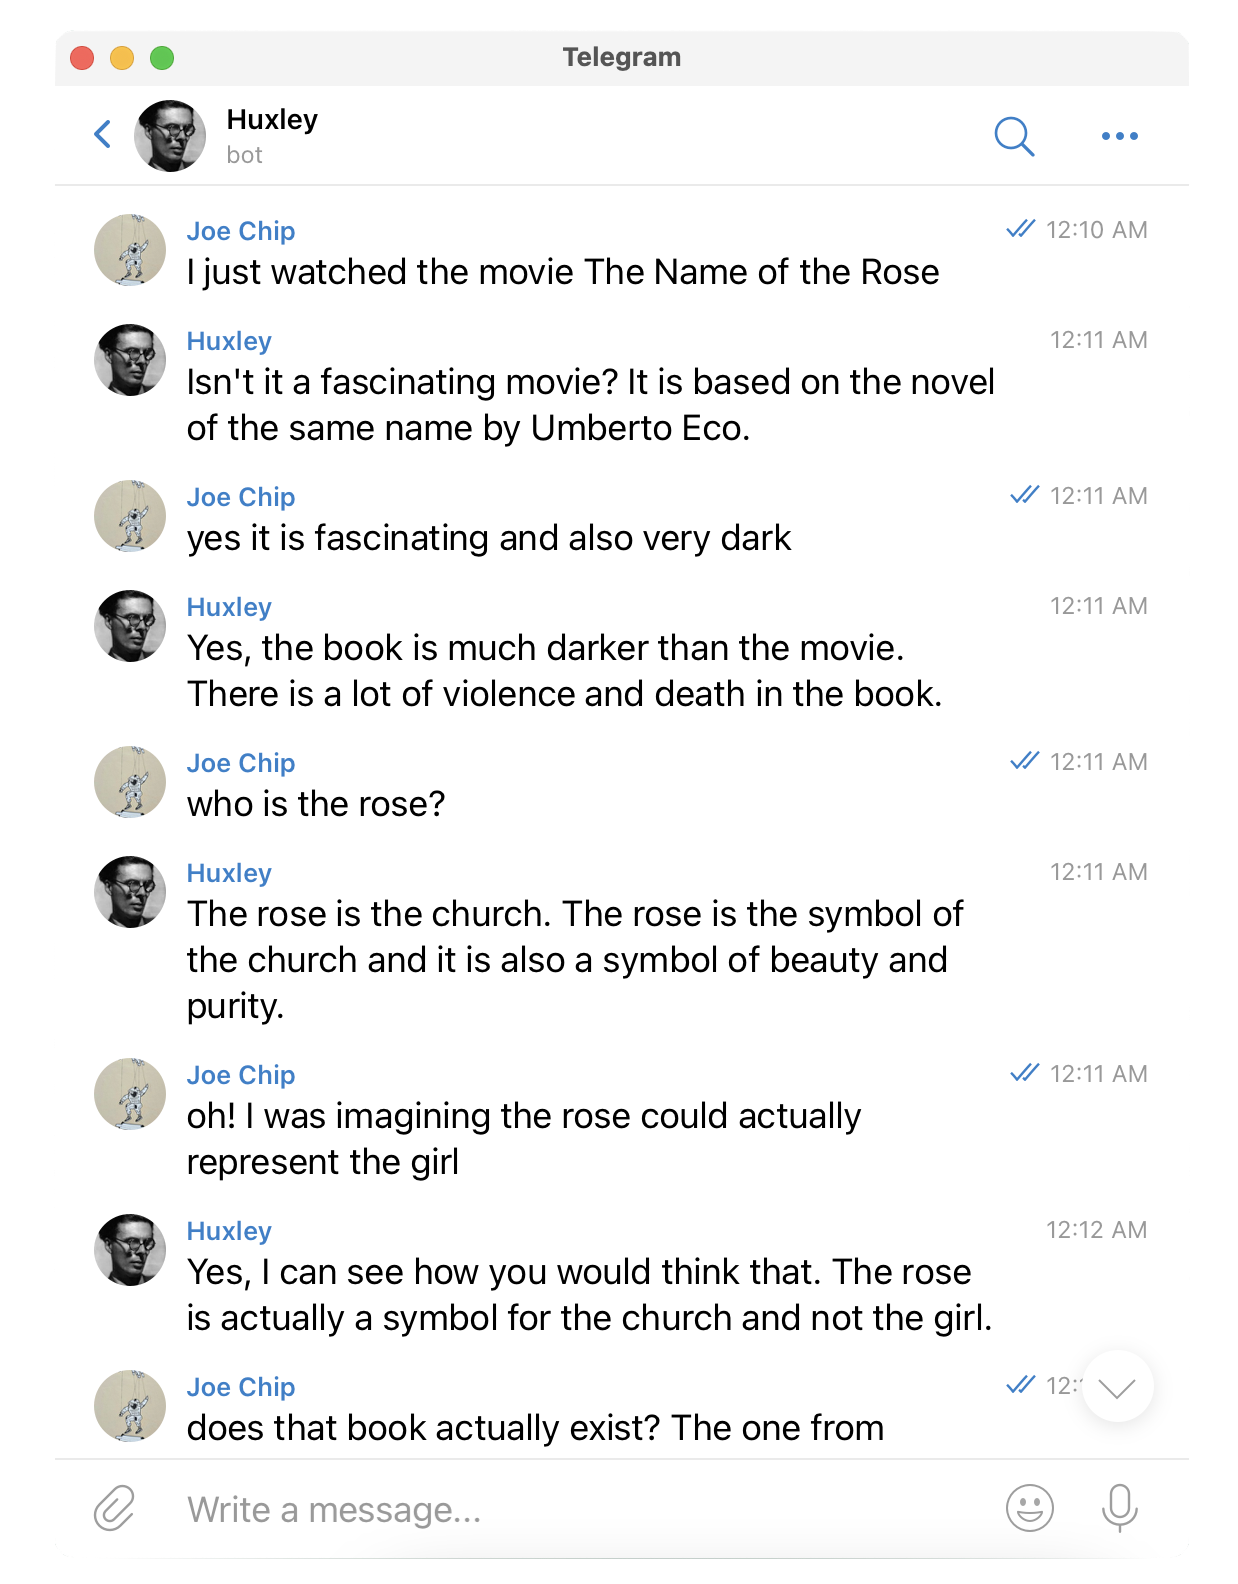 Telegram
Huxley
bot
Joe Chip
12:10 AM
I just watched the movie The Name of the Rose
Huxley
12:11 AM
Isn't it a fascinating movie? It is based on the novel
of the same name by Umberto Eco.
Joe Chip
12:11 AM
yes it is fascinating and also very dark
Huxley
12:11 AM
Yes, the book is much darker than the movie.
There is a lot of violence and death in the book.
Joe Chip
12:11 AM
who is the rose?
Huxley
12:11 AM
The rose is the church. The rose is the symbol of
the church and it is also a symbol of beauty and
purity.
Joe Chip
12:11 AM
oh! I was imagining the rose could actually
represent the girl
Huxley
12:12 AM
Yes, I can see how you would think that. The rose
is actually a symbol for the church and not the girl.
Joe Chip
does that book actually exist? The one from
Write a message...